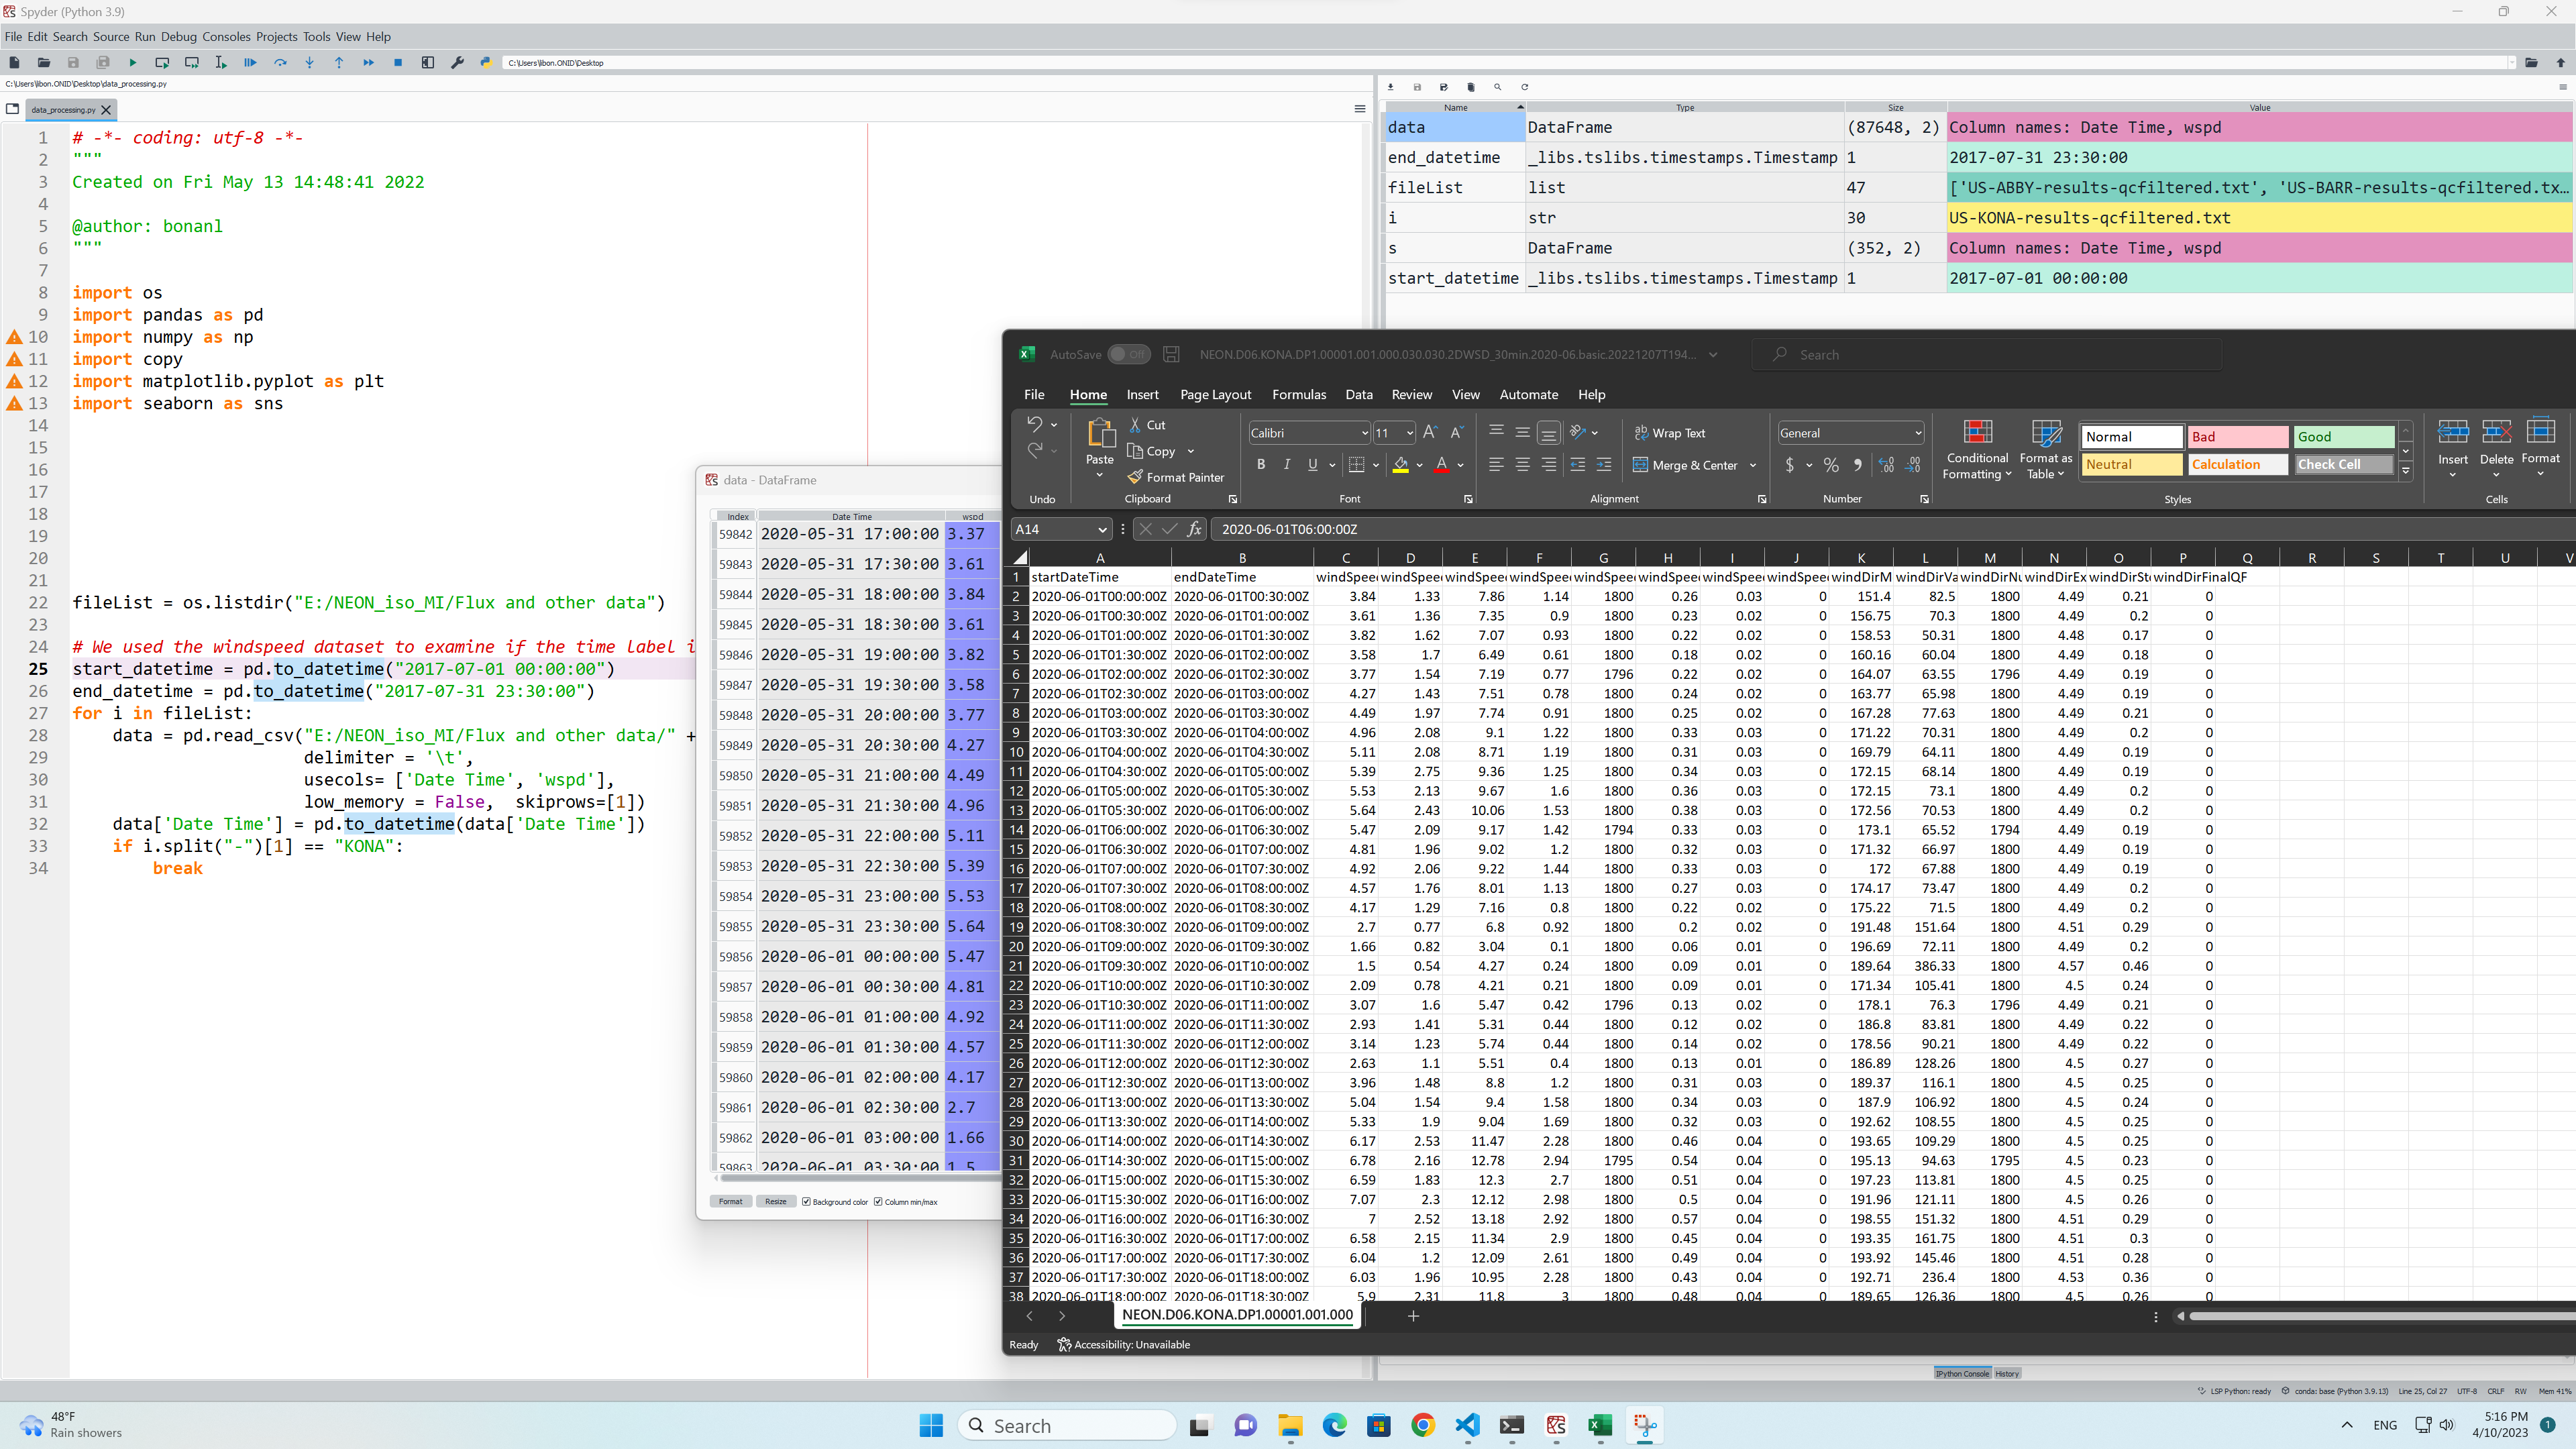 Spyder (Python 3.9)
File Edit Search Source Run Debug Consoles Projects Tools View Help
C:\Users\libon.ONID\Desktop
C:\Users\libon.ONID\Desktop\data_processing.py
data_processing.py
1 # -*- coding: utf-8 -*-
2 """
3 Created on Fri May 13 14:48:41 2022
4
5 @author: bonanl
6 """
7
8 import os
9 import pandas as pd
10 import numpy as np
11 import copy
12 import matplotlib.pyplot as plt
13 import seaborn as sns
14
15
16
17
18
19
20
21
22 fileList = os.listdir("E:/NEON_iso_MI/Flux and other data")
23
24 # We used the windspeed dataset to examine if the time label i
25 start_datetime = pd.to_datetime("2017-07-01 00:00:00")
26 end_datetime = pd.to_datetime("2017-07-31 23:30:00")
27 for i in fileList:
28 data = pd.read_csv("E:/NEON_iso_MI/Flux and other data/" +
29 delimiter = '\t',
30 usecols= ['Date Time', 'wspd'],
31 low_memory = False, skiprows=[1])
32 data['Date Time'] = pd.to_datetime(data['Date Time'])
33 if i.split("-")[1] == "KONA":
34 break
Name Type Size Value
data DataFrame (87648, 2) Column names: Date Time, wspd
end_datetime _libs.tslibs.timestamps.Timestamp 1 2017-07-31 23:30:00
fileList list 47 ['US-ABBY-results-qcfiltered.txt', 'US-BARR-results-qcfiltered.tx…
i str 30 US-KONA-results-qcfiltered.txt
s DataFrame (352, 2) Column names: Date Time, wspd
start_datetime _libs.tslibs.timestamps.Timestamp 1 2017-07-01 00:00:00
data - DataFrame
Index Date Time wspd
59842 2020-05-31 17:00:00 3.37
59843 2020-05-31 17:30:00 3.61
59844 2020-05-31 18:00:00 3.84
59845 2020-05-31 18:30:00 3.61
59846 2020-05-31 19:00:00 3.82
59847 2020-05-31 19:30:00 3.58
59848 2020-05-31 20:00:00 3.77
59849 2020-05-31 20:30:00 4.27
59850 2020-05-31 21:00:00 4.49
59851 2020-05-31 21:30:00 4.96
59852 2020-05-31 22:00:00 5.11
59853 2020-05-31 22:30:00 5.39
59854 2020-05-31 23:00:00 5.53
59855 2020-05-31 23:30:00 5.64
59856 2020-06-01 00:00:00 5.47
59857 2020-06-01 00:30:00 4.81
59858 2020-06-01 01:00:00 4.92
59859 2020-06-01 01:30:00 4.57
59860 2020-06-01 02:00:00 4.17
59861 2020-06-01 02:30:00 2.7
59862 2020-06-01 03:00:00 1.66
59863 2020-06-01 03:30:00 1.5
Format Resize Background color Column min/max
AutoSave Off NEON.D06.KONA.DP1.00001.001.000.030.030.2DWSD_30min.2020-06.basic.20221207T194... Search
File Home Insert Page Layout Formulas Data Review View Automate Help
Paste Cut Copy Format Painter
Calibri 11
B I U
Wrap Text
Merge & Center
General
$ % 
Conditional Formatting Format as Table
Normal Bad Good
Neutral Calculation Check Cell
Insert Delete Format
Undo Clipboard Font Alignment Number Styles Cells
A14 fx 2020-06-01T06:00:00Z
A B C D E F G H I J K L M N O P Q R S T U V
1 startDateTime endDateTime windSpeed windSpeed windSpeed windSpeed windSpeed windSpeed windSpeed windSpeed windDirM windDirVa windDirNu windDirEx windDirSt windDirFinalQF
2 2020-06-01T00:00:00Z 2020-06-01T00:30:00Z 3.84 1.33 7.86 1.14 1800 0.26 0.03 0 151.4 82.5 1800 4.49 0.21 0
3 2020-06-01T00:30:00Z 2020-06-01T01:00:00Z 3.61 1.36 7.35 0.9 1800 0.23 0.02 0 156.75 70.3 1800 4.49 0.2 0
4 2020-06-01T01:00:00Z 2020-06-01T01:30:00Z 3.82 1.62 7.07 0.93 1800 0.22 0.02 0 158.53 50.31 1800 4.48 0.17 0
5 2020-06-01T01:30:00Z 2020-06-01T02:00:00Z 3.58 1.7 6.49 0.61 1800 0.18 0.02 0 160.16 60.04 1800 4.49 0.18 0
6 2020-06-01T02:00:00Z 2020-06-01T02:30:00Z 3.77 1.54 7.19 0.77 1796 0.22 0.02 0 164.07 63.55 1796 4.49 0.19 0
7 2020-06-01T02:30:00Z 2020-06-01T03:00:00Z 4.27 1.43 7.51 0.78 1800 0.24 0.02 0 163.77 65.98 1800 4.49 0.19 0
8 2020-06-01T03:00:00Z 2020-06-01T03:30:00Z 4.49 1.97 7.74 0.91 1800 0.25 0.02 0 167.28 77.63 1800 4.49 0.21 0
9 2020-06-01T03:30:00Z 2020-06-01T04:00:00Z 4.96 2.08 9.1 1.22 1800 0.33 0.03 0 171.22 70.31 1800 4.49 0.2 0
10 2020-06-01T04:00:00Z 2020-06-01T04:30:00Z 5.11 2.08 8.71 1.19 1800 0.31 0.03 0 169.79 64.11 1800 4.49 0.19 0
11 2020-06-01T04:30:00Z 2020-06-01T05:00:00Z 5.39 2.75 9.36 1.25 1800 0.34 0.03 0 172.15 68.14 1800 4.49 0.19 0
12 2020-06-01T05:00:00Z 2020-06-01T05:30:00Z 5.53 2.13 9.67 1.6 1800 0.36 0.03 0 172.15 73.1 1800 4.49 0.2 0
13 2020-06-01T05:30:00Z 2020-06-01T06:00:00Z 5.64 2.43 10.06 1.53 1800 0.38 0.03 0 172.56 70.53 1800 4.49 0.2 0
14 2020-06-01T06:00:00Z 2020-06-01T06:30:00Z 5.47 2.09 9.17 1.42 1794 0.33 0.03 0 173.1 65.52 1794 4.49 0.19 0
15 2020-06-01T06:30:00Z 2020-06-01T07:00:00Z 4.81 1.96 9.02 1.2 1800 0.32 0.03 0 171.32 66.97 1800 4.49 0.19 0
16 2020-06-01T07:00:00Z 2020-06-01T07:30:00Z 4.92 2.06 9.22 1.44 1800 0.33 0.03 0 172 67.88 1800 4.49 0.19 0
17 2020-06-01T07:30:00Z 2020-06-01T08:00:00Z 4.57 1.76 8.01 1.13 1800 0.27 0.03 0 174.17 73.47 1800 4.49 0.2 0
18 2020-06-01T08:00:00Z 2020-06-01T08:30:00Z 4.17 1.29 7.16 0.8 1800 0.22 0.02 0 175.22 71.5 1800 4.49 0.2 0
19 2020-06-01T08:30:00Z 2020-06-01T09:00:00Z 2.7 0.77 6.8 0.92 1800 0.2 0.02 0 191.48 151.64 1800 4.51 0.29 0
20 2020-06-01T09:00:00Z 2020-06-01T09:30:00Z 1.66 0.82 3.04 0.1 1800 0.06 0.01 0 196.69 72.11 1800 4.49 0.2 0
21 2020-06-01T09:30:00Z 2020-06-01T10:00:00Z 1.5 0.54 4.27 0.24 1800 0.09 0.01 0 189.64 386.33 1800 4.57 0.46 0
22 2020-06-01T10:00:00Z 2020-06-01T10:30:00Z 2.09 0.78 4.21 0.21 1800 0.09 0.01 0 171.34 105.41 1800 4.5 0.24 0
23 2020-06-01T10:30:00Z 2020-06-01T11:00:00Z 3.07 1.6 5.47 0.42 1796 0.13 0.02 0 178.1 76.3 1796 4.49 0.21 0
24 2020-06-01T11:00:00Z 2020-06-01T11:30:00Z 2.93 1.41 5.31 0.44 1800 0.12 0.02 0 186.8 83.81 1800 4.49 0.22 0
25 2020-06-01T11:30:00Z 2020-06-01T12:00:00Z 3.14 1.23 5.74 0.44 1800 0.14 0.02 0 178.56 90.21 1800 4.49 0.22 0
26 2020-06-01T12:00:00Z 2020-06-01T12:30:00Z 2.63 1.1 5.51 0.4 1800 0.13 0.01 0 186.89 128.26 1800 4.5 0.27 0
27 2020-06-01T12:30:00Z 2020-06-01T13:00:00Z 3.96 1.48 8.8 1.2 1800 0.31 0.03 0 189.37 116.1 1800 4.5 0.25 0
28 2020-06-01T13:00:00Z 2020-06-01T13:30:00Z 5.04 1.54 9.4 1.58 1800 0.34 0.03 0 187.9 106.92 1800 4.5 0.24 0
29 2020-06-01T13:30:00Z 2020-06-01T14:00:00Z 5.33 1.9 9.04 1.69 1800 0.32 0.03 0 192.62 108.55 1800 4.5 0.25 0
30 2020-06-01T14:00:00Z 2020-06-01T14:30:00Z 6.17 2.53 11.47 2.28 1800 0.46 0.04 0 193.65 109.29 1800 4.5 0.25 0
31 2020-06-01T14:30:00Z 2020-06-01T15:00:00Z 6.78 2.16 12.78 2.94 1795 0.54 0.04 0 195.13 94.63 1795 4.5 0.23 0
32 2020-06-01T15:00:00Z 2020-06-01T15:30:00Z 6.59 1.83 12.3 2.7 1800 0.51 0.04 0 197.23 113.81 1800 4.5 0.25 0
33 2020-06-01T15:30:00Z 2020-06-01T16:00:00Z 7.07 2.3 12.12 2.98 1800 0.5 0.04 0 191.96 121.11 1800 4.5 0.26 0
34 2020-06-01T16:00:00Z 2020-06-01T16:30:00Z 7 2.52 13.18 2.92 1800 0.57 0.04 0 198.55 151.32 1800 4.51 0.29 0
35 2020-06-01T16:30:00Z 2020-06-01T17:00:00Z 6.58 2.15 11.34 2.9 1800 0.45 0.04 0 193.35 161.75 1800 4.51 0.3 0
36 2020-06-01T17:00:00Z 2020-06-01T17:30:00Z 6.04 1.2 12.09 2.61 1800 0.49 0.04 0 193.92 145.46 1800 4.51 0.28 0
37 2020-06-01T17:30:00Z 2020-06-01T18:00:00Z 6.03 1.96 10.95 2.28 1800 0.43 0.04 0 192.71 236.4 1800 4.53 0.36 0
38 2020-06-01T18:00:00Z 2020-06-01T18:30:00Z 5.9 2.31 11.8 3 1800 0.48 0.04 0 189.65 126.36 1800 4.5 0.26 0
NEON.D06.KONA.DP1.00001.001.000
Ready Accessibility: Unavailable
IPython Console History
LSP Python: ready conda: base (Python 3.9.13) Line 25, Col 27 UTF-8 CRLF RW Mem 41%
48°F
Rain showers
Search
ENG
5:16 PM
4/10/2023
1